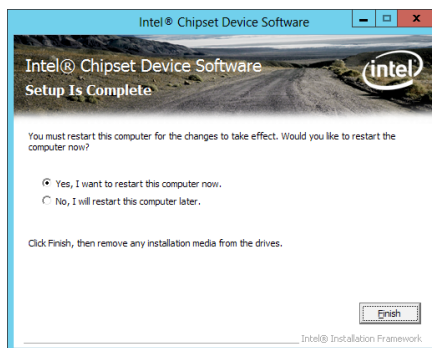 Intel® Chipset Device Software
Intel® Chipset Device Software
Setup Is Complete
intel
You must restart this computer for the changes to take effect. Would you like to restart the
computer now?
Yes, I want to restart this computer now.
No, I will restart this computer later.
Click Finish, then remove any installation media from the drives.
Finish
Intel® Installation Framework